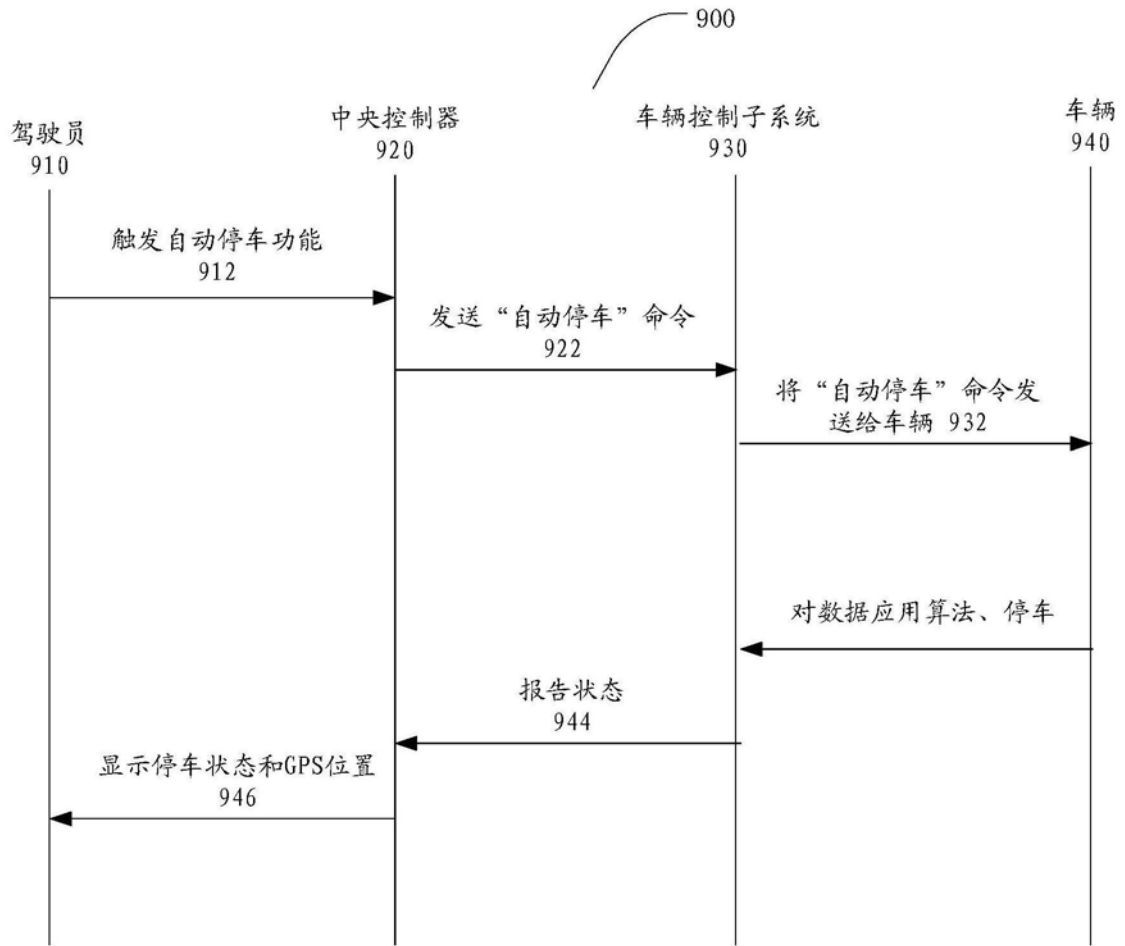 900
驾驶员
910
中央控制器
920
车辆控制子系统
930
车辆
940
触发自动停车功能
912
发送“自动停车”命令
922
将“自动停车”命令发
送给车辆 932
对数据应用算法、停车
报告状态
944
显示停车状态和GPS位置
946